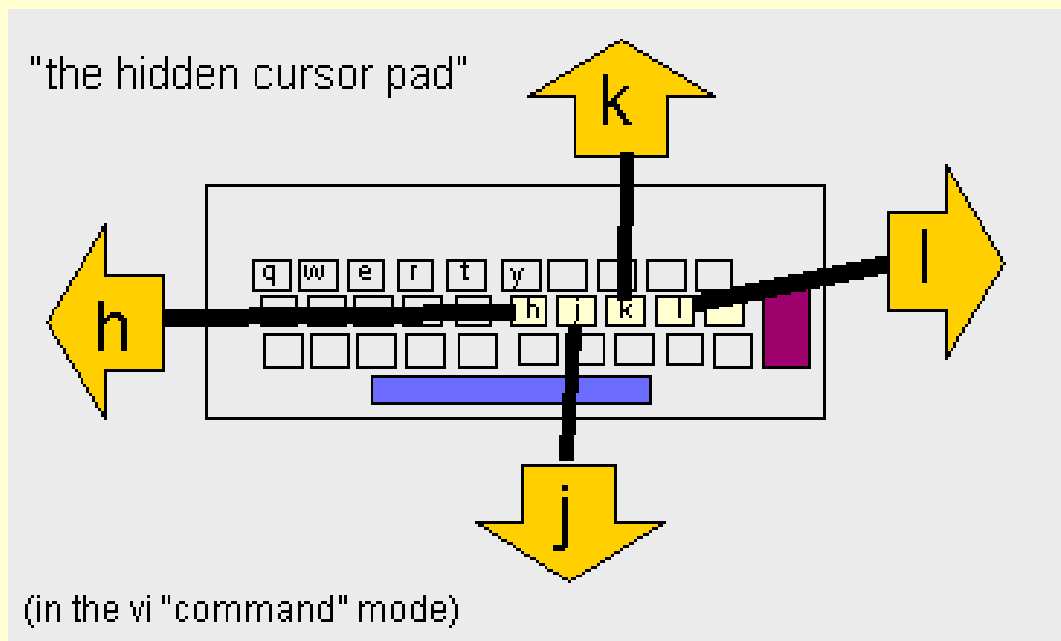 "the hidden cursor pad"
k
l
q w e r t y
h j k l
h
j
(in the vi "command" mode)